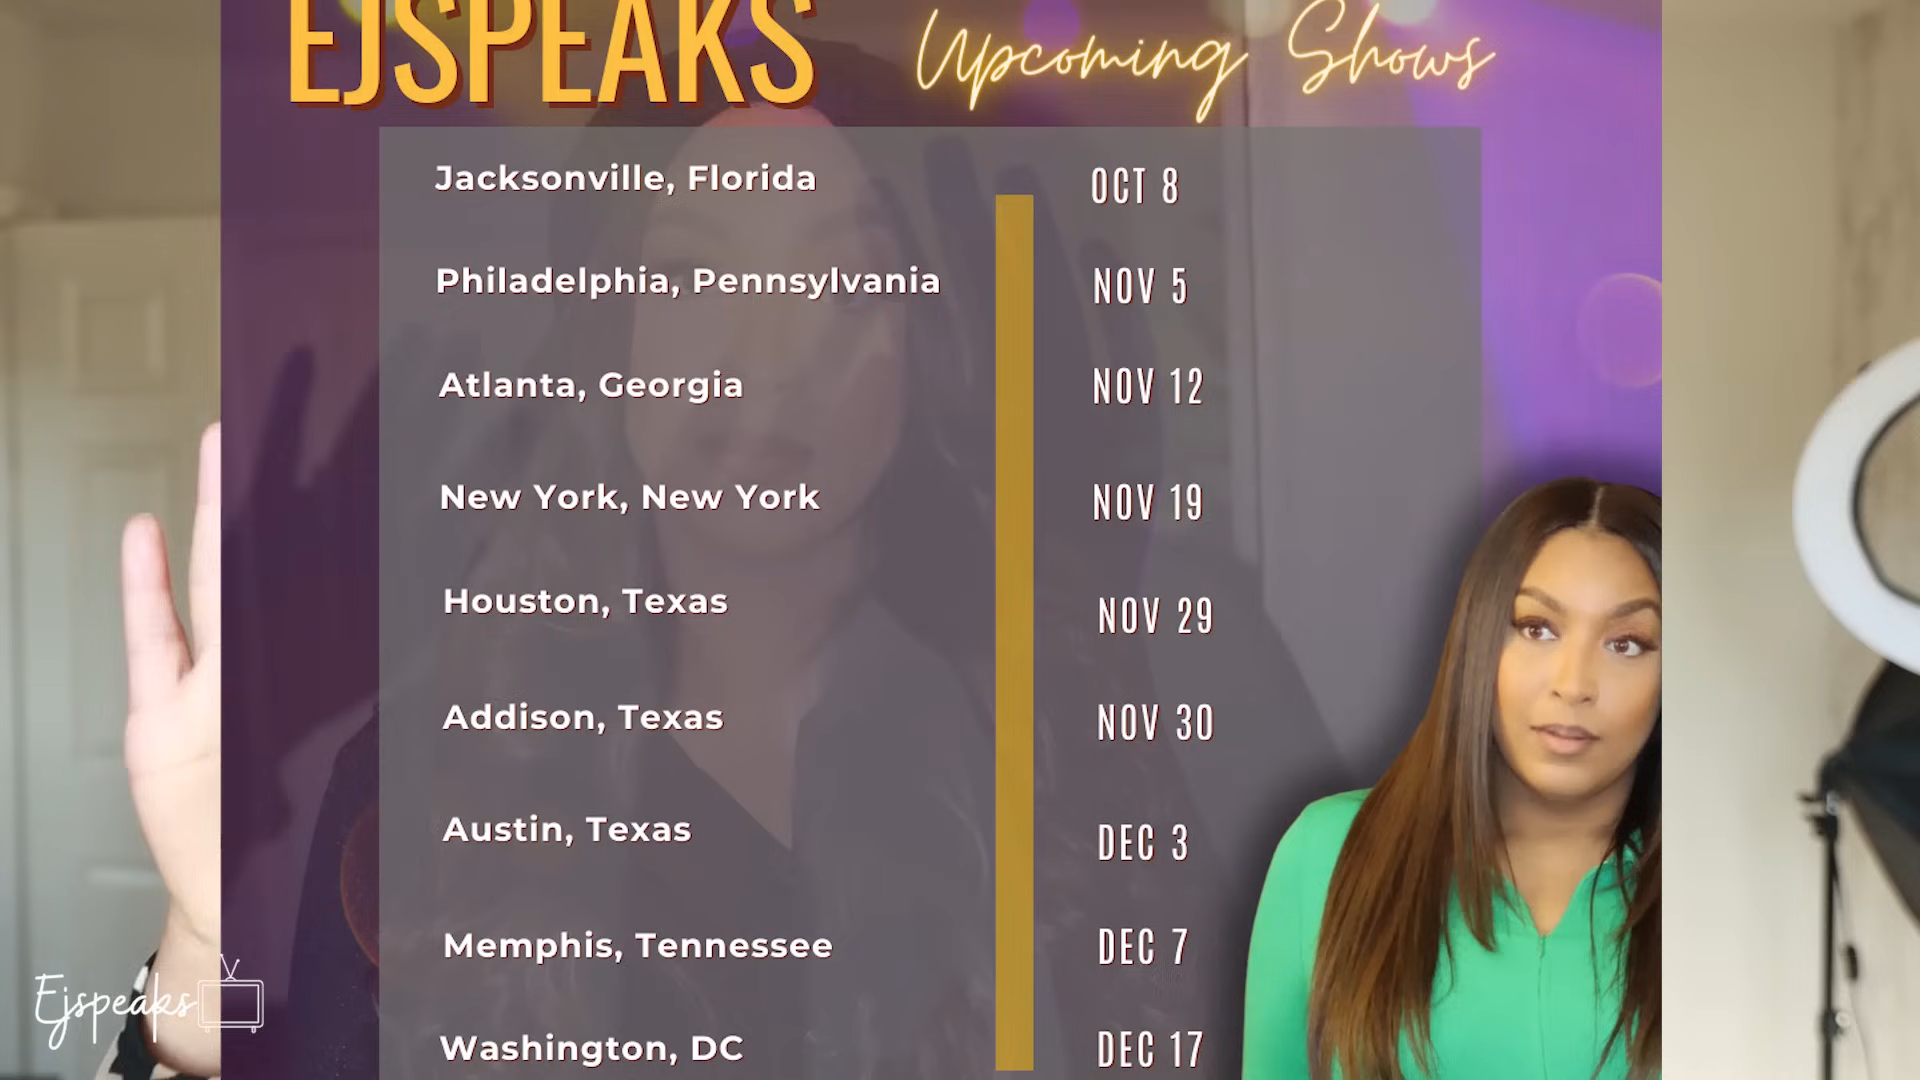 EJSPEAKS Upcoming Shows
Jacksonville, Florida OCT 8
Philadelphia, Pennsylvania NOV 5
Atlanta, Georgia NOV 12
New York, New York NOV 19
Houston, Texas NOV 29
Addison, Texas NOV 30
Austin, Texas DEC 3
Memphis, Tennessee DEC 7
Washington, DC DEC 17
Ejspeaks